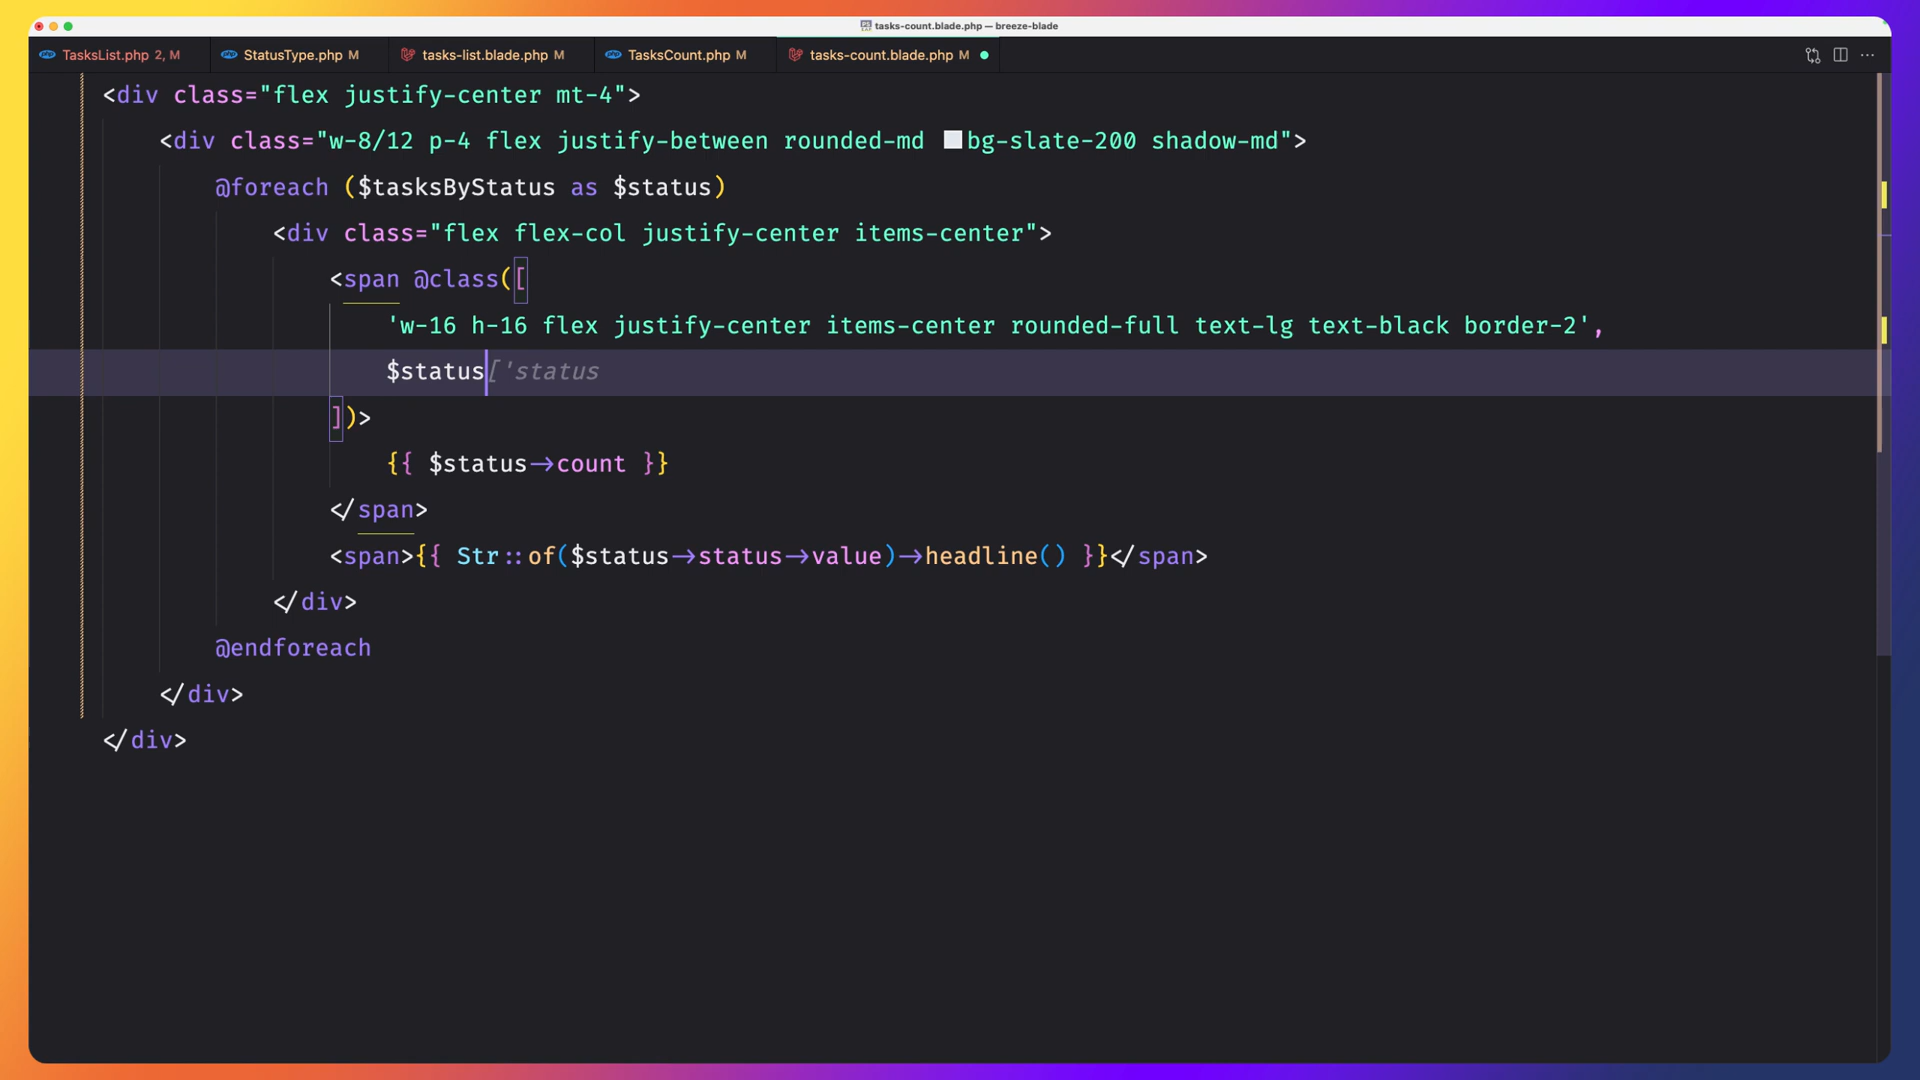 tasks-count.blade.php — breeze-blade
TasksList.php 2, M
StatusType.php M
tasks-list.blade.php M
TasksCount.php M
tasks-count.blade.php M
<div class="flex justify-center mt-4">
<div class="w-8/12 p-4 flex justify-between rounded-md bg-slate-200 shadow-md">
@foreach ($tasksByStatus as $status)
<div class="flex flex-col justify-center items-center">
<span @class([
'w-16 h-16 flex justify-center items-center rounded-full text-lg text-black border-2',
$status['status
])>
{{ $status->count }}
</span>
<span>{{ Str::of($status->status->value)->headline() }}</span>
</div>
@endforeach
</div>
</div>